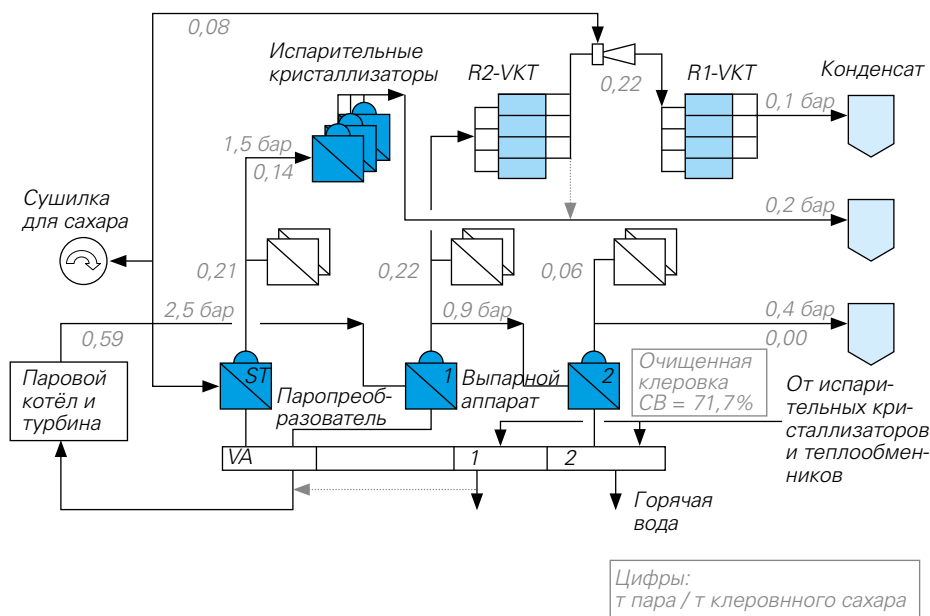 0,08
Испарительные
кристаллизаторы
R2-VKT
0,22
R1-VKT
Конденсат
0,1 бар
1,5 бар
0,14
Сушилка
для сахара
0,2 бар
0,21
0,22
0,06
2,5 бар
0,59
0,9 бар
0,4 бар
0,00
Паровой
котёл и
турбина
ST
Паропреоб-
разователь
1
Выпарной
аппарат
2
Очищенная
клеровка
СВ = 71,7%
От испари-
тельных кри-
сталлизаторов
и теплообмен-
ников
VA
1
2
Горячая
вода
Цифры:
т пара / т клеровнного сахара